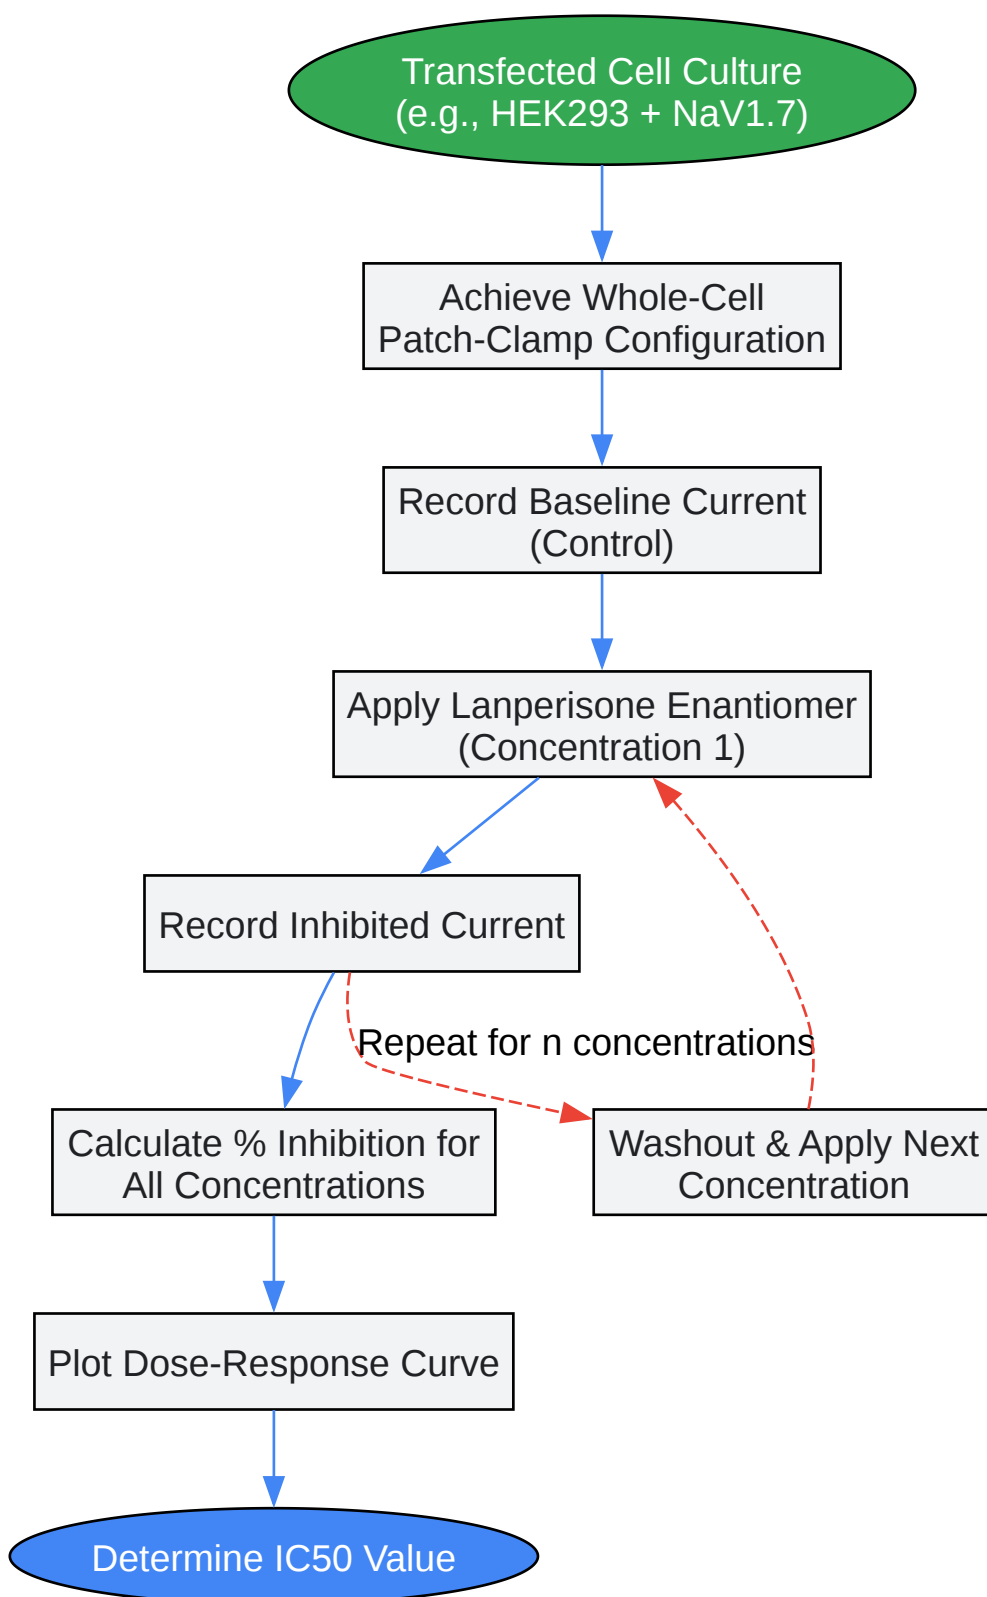 Transfected Cell Culture
(e.g., HEK293 + NaV1.7)
Achieve Whole-Cell
Patch-Clamp Configuration
Record Baseline Current
(Control)
Apply Lanperisone Enantiomer
(Concentration 1)
Record Inhibited Current
Repeat for n concentrations
Calculate % Inhibition for
All Concentrations
Washout & Apply Next
Concentration
Plot Dose-Response Curve
Determine IC50 Value